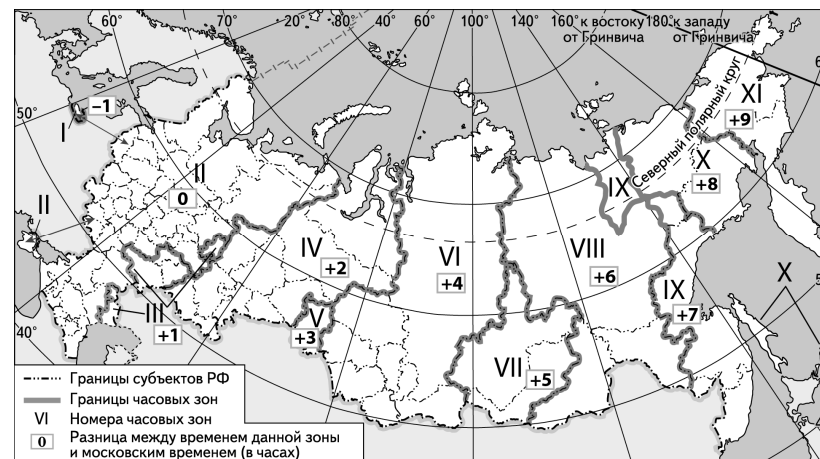 60° 70° 20° 80° 40° 60° 100° 140° 160° к востоку от Гринвича 180° к западу от Гринвича
6
Северный полярный круг
50°
–1
I
XI
+9
II
0
X
+8
IX
II
IV
+2
VI
+4
VIII
+6
IX
+7
X
5
III
+1
V
+3
VII
+5
40°
Границы субъектов РФ
Границы часовых зон
VI Номера часовых зон
0 Разница между временем данной зоны
и московским временем (в часах)